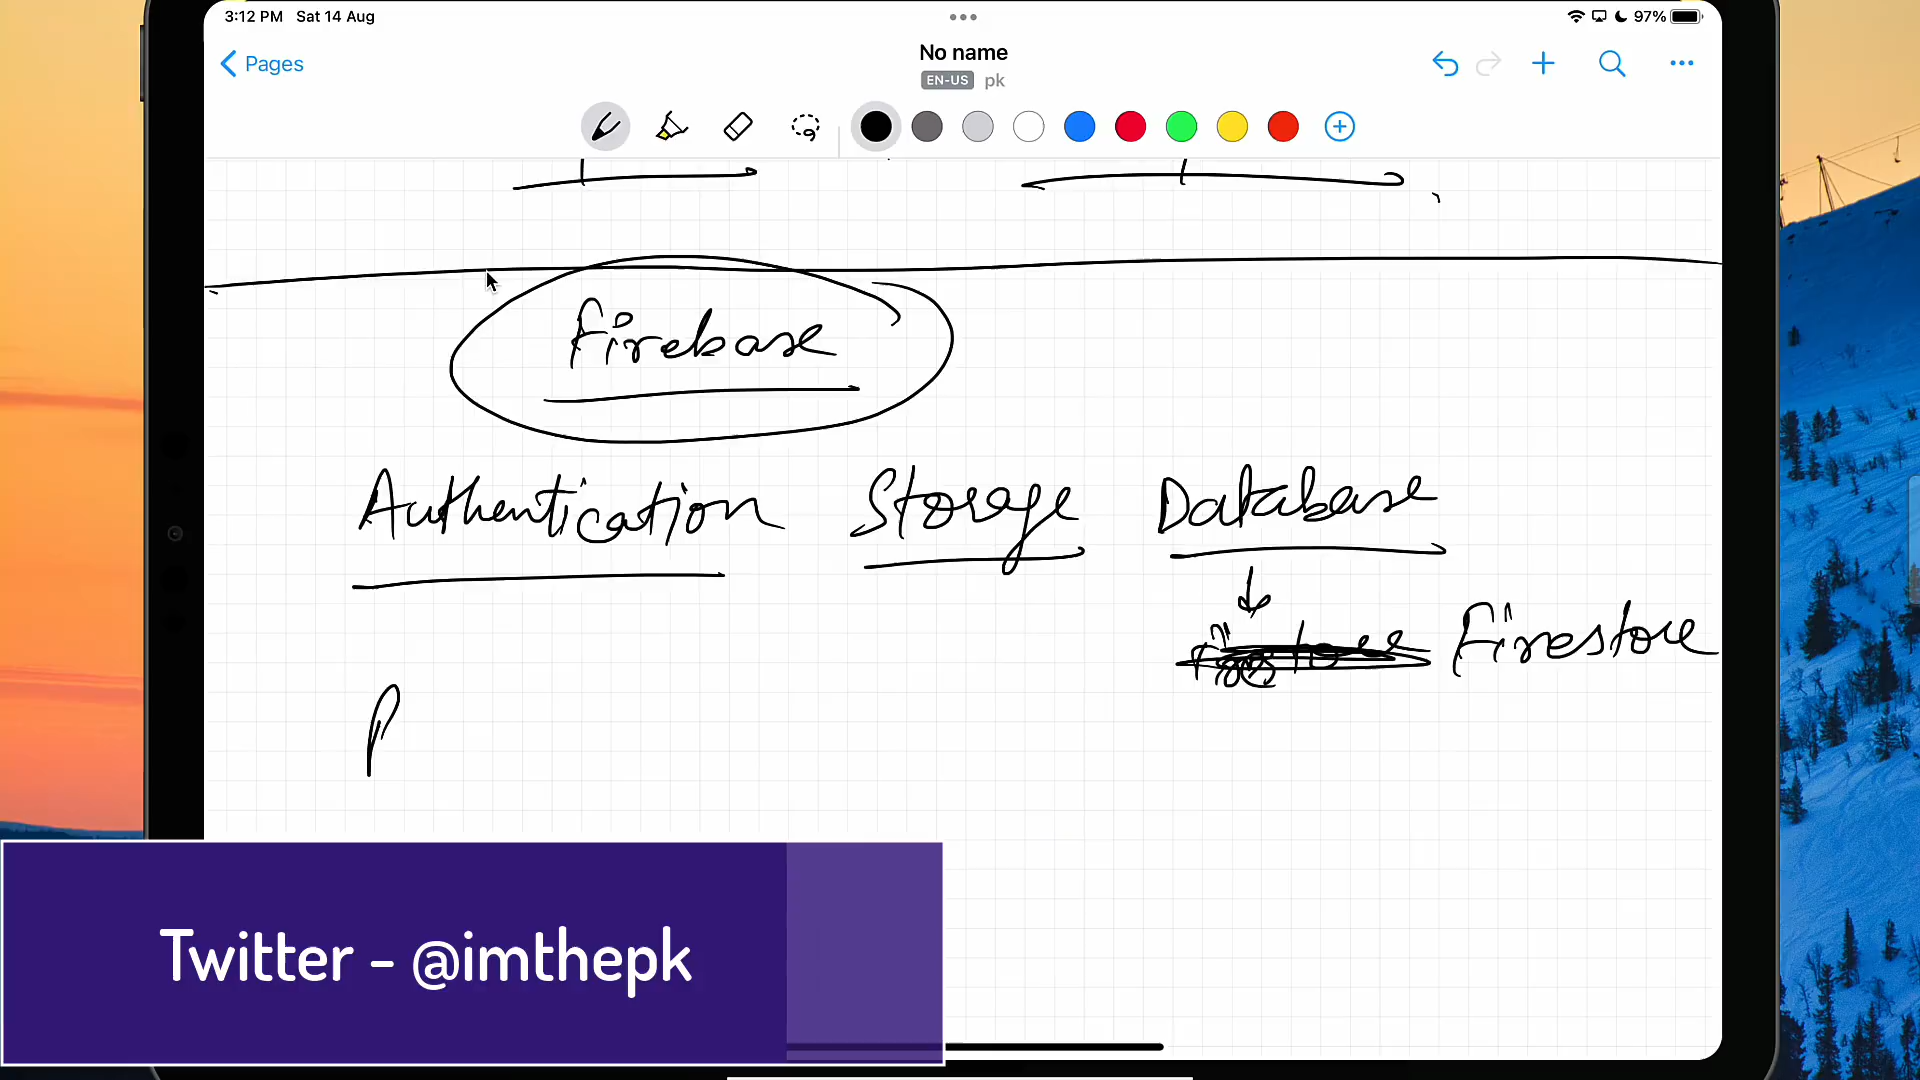 3:12 PM Sat 14 Aug
97%
Pages
No name
EN-US pk
Firebase
Authentication Storage Database
Firestore
Twitter - @imthepk